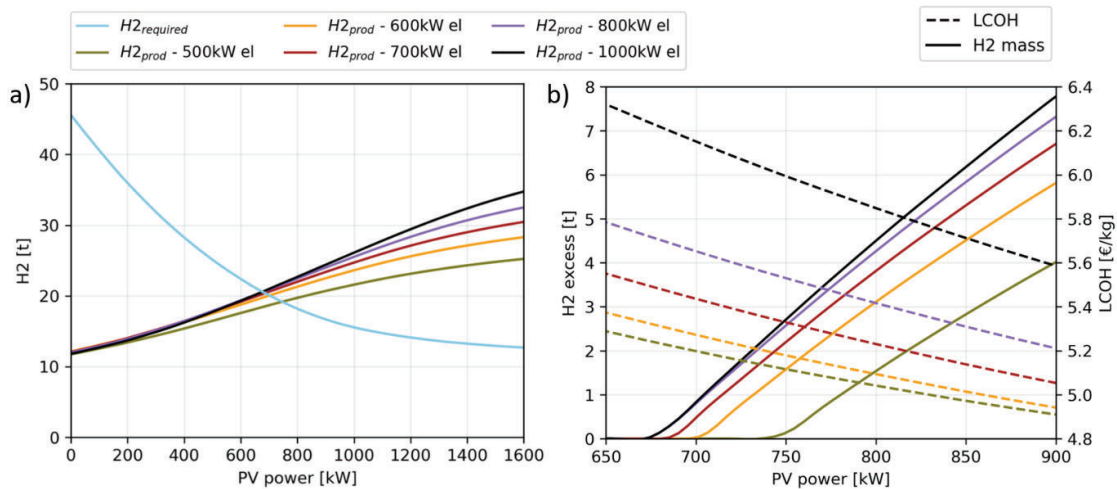 H2required
H2prod - 500kW el
H2prod - 600kW el
H2prod - 700kW el
H2prod - 800kW el
H2prod - 1000kW el
LCOH
H2 mass
a)
50
40
30
20
10
0
H2 [t]
0 200 400 600 800 1000 1200 1400 1600
PV power [kW]
b)
8
7
6
5
4
3
2
1
0
H2 excess [t]
6.4
6.2
6.0
5.8
5.6
5.4
5.2
5.0
4.8
LCOH [€/kg]
650 700 750 800 850 900
PV power [kW]